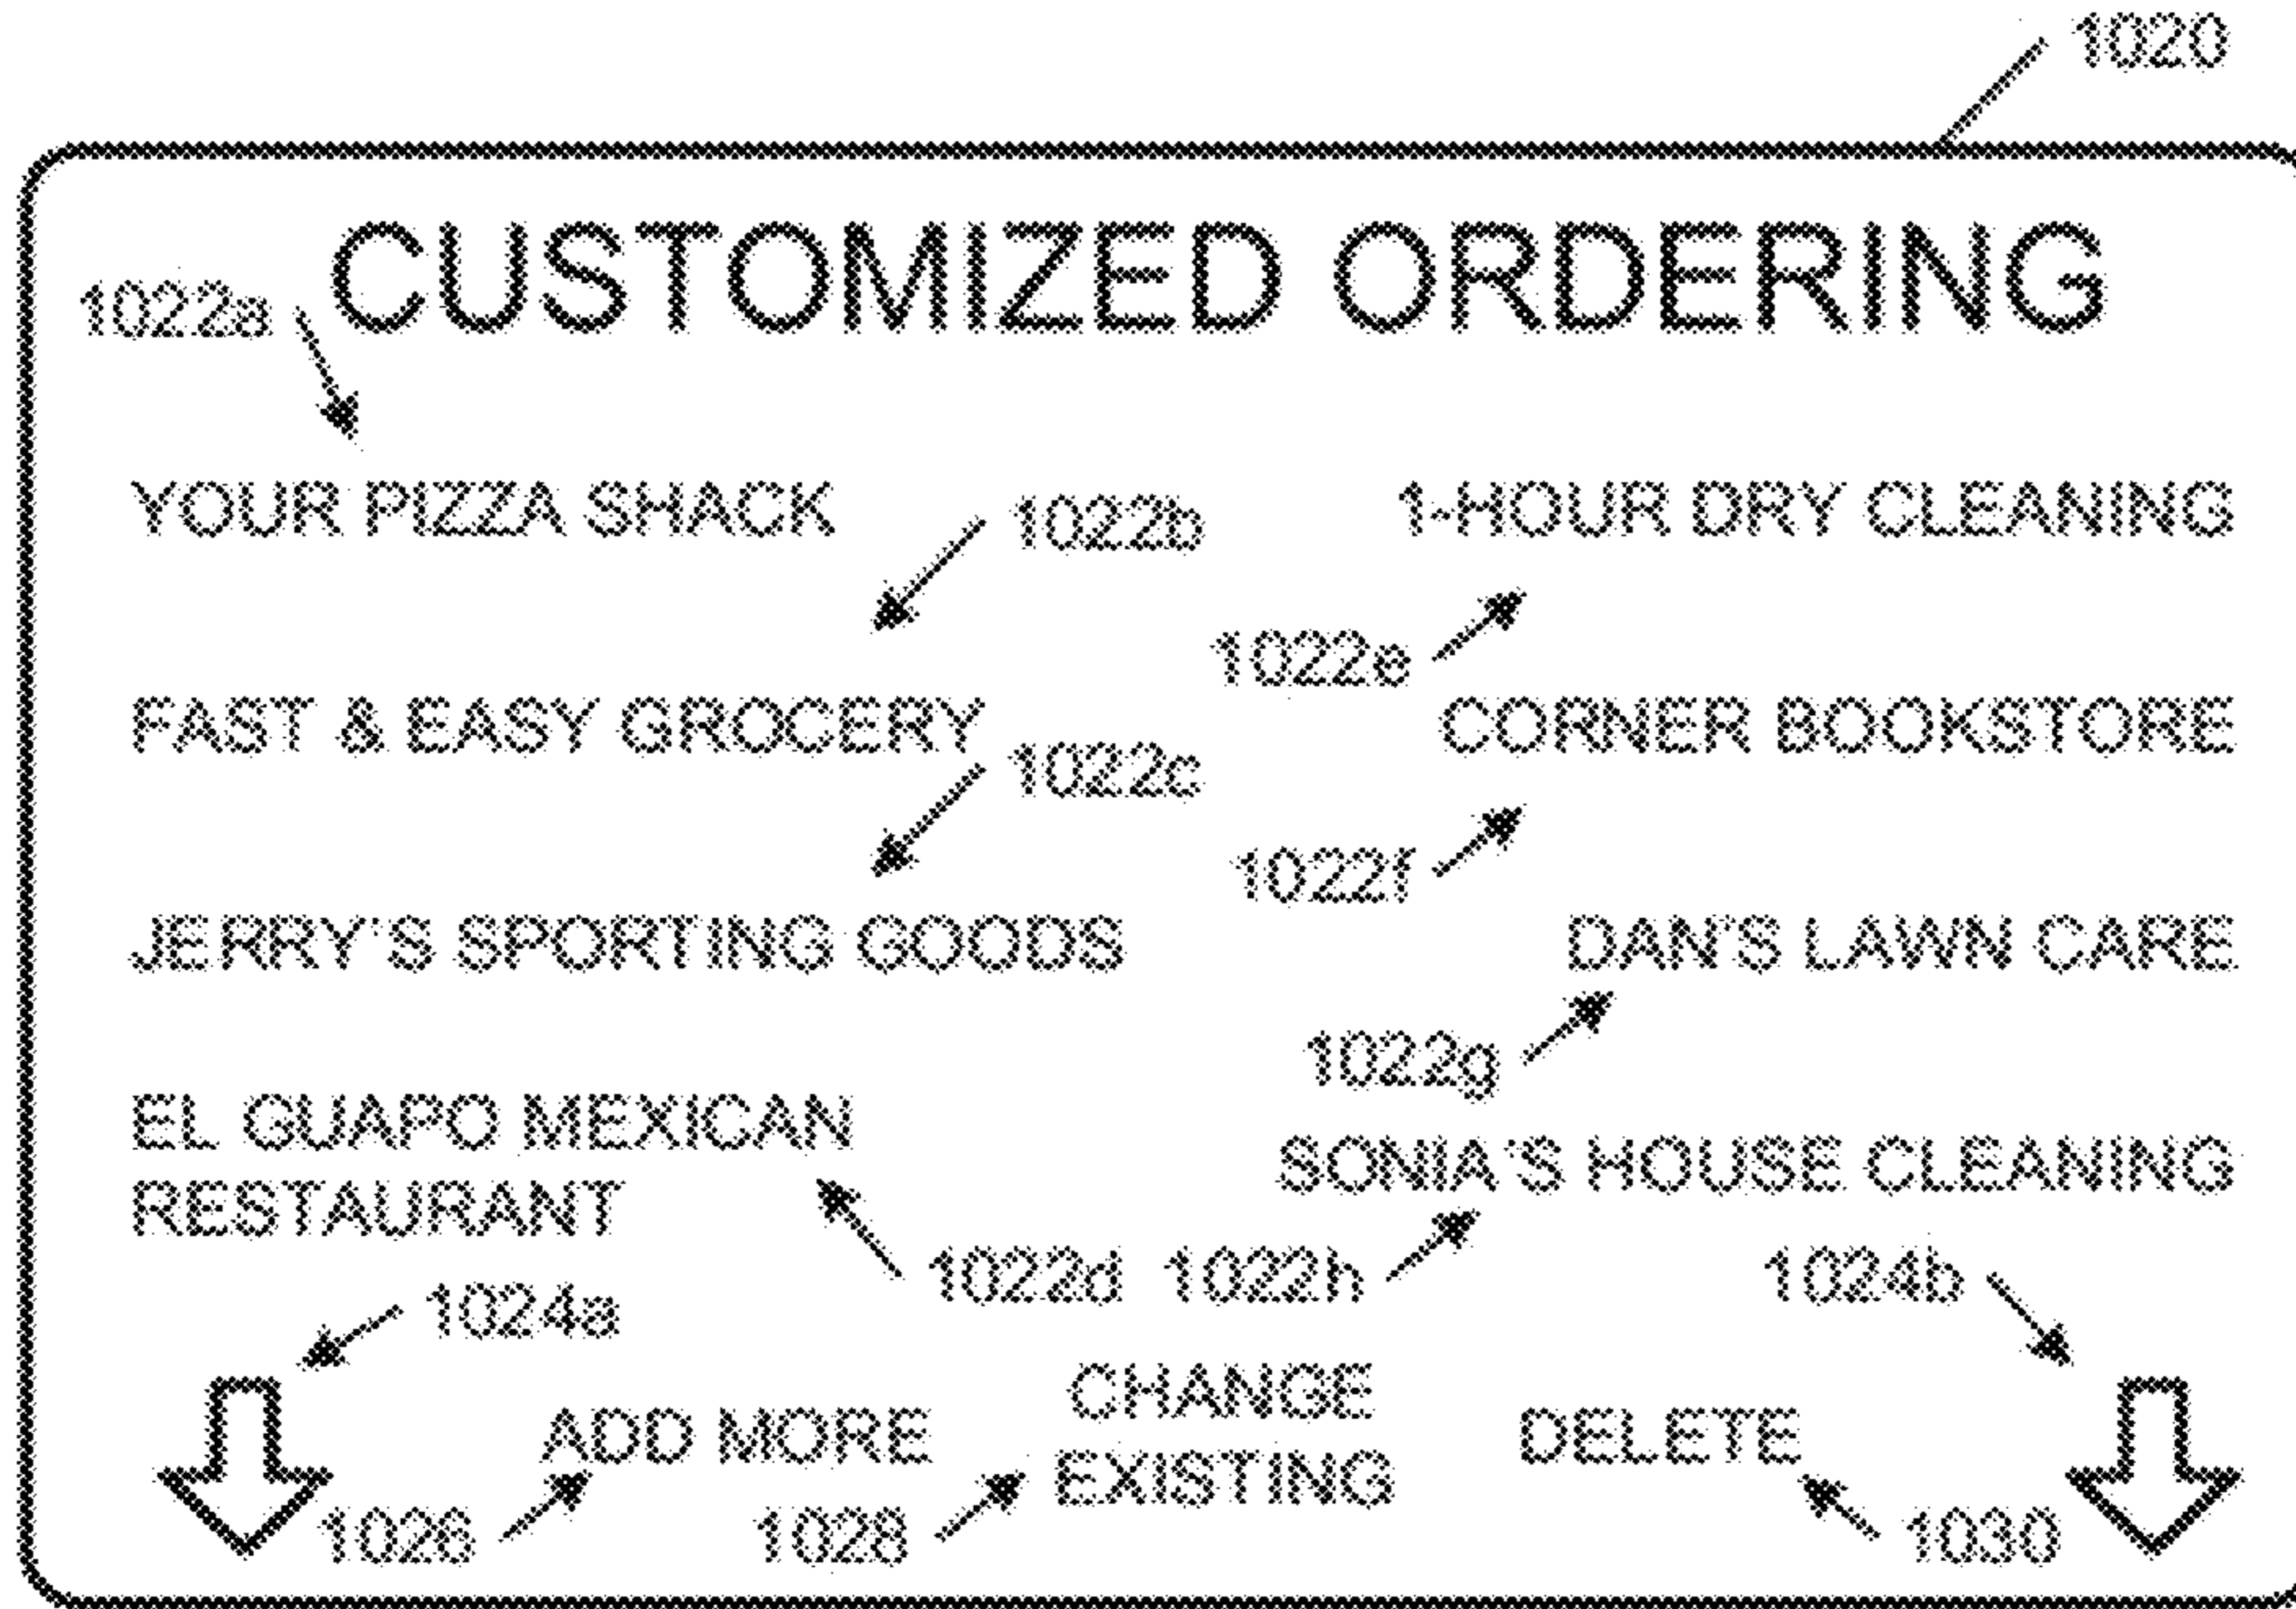 1020
CUSTOMIZED ORDERING
1022a
YOUR PIZZA SHACK
1022b
1-HOUR DRY CLEANING
1022e
FAST & EASY GROCERY
CORNER BOOKSTORE
1022c
1022f
JERRY'S SPORTING GOODS
DAN'S LAWN CARE
1022g
EL GUAPO MEXICAN
RESTAURANT
SONIA'S HOUSE CLEANING
1022d
1022h
1024b
1024a
ADD MORE
CHANGE
EXISTING
DELETE
1026
1028
1030